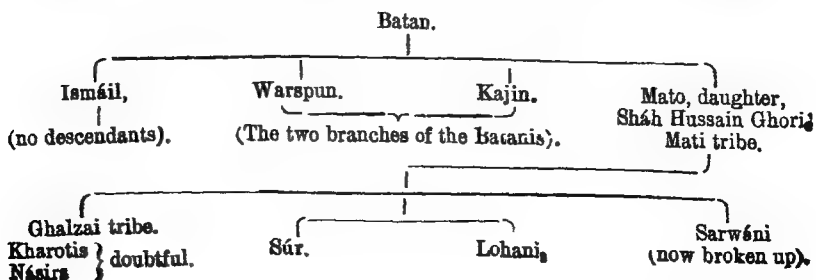 Batan.
Ismáil, Warspun. Kajin. Mato, daughter,
Sháh Hussain Ghori,
(no descendants). (The two branches of the Batanis). Mati tribe.
Ghalzai tribe.
Kharotis } doubtful. Súr. Lohani, Sarwáni
Násirs (now broken up).